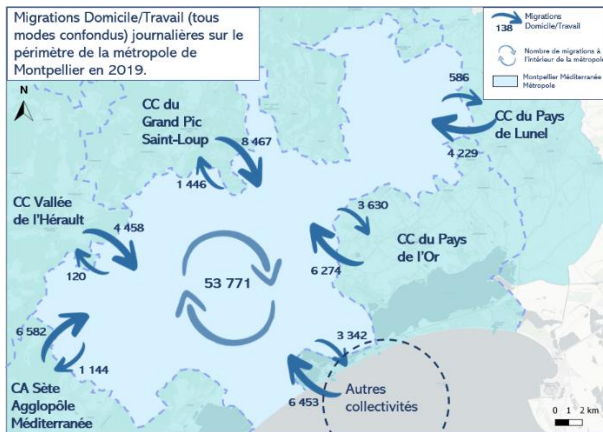 Migrations Domicile/Travail (tous
modes confondus) journalières sur le
périmètre de la métropole de
Montpellier en 2019.
138
Migrations
Domicile/Travail
Nombre de migrations à
l'intérieur de la métropole
Montpellier Méditerranée
Métropole
N
586
CC du Pays
de Lunel
4 229
CC du
Grand Pic
Saint-Loup
8 467
1 446
CC Vallée
de l'Hérault
4 458
120
3 630
CC du Pays
de l'Or
6 274
53 771
6 582
1 144
CA Sète
Agglopôle
Méditerranée
3 342
6 453
Autres
collectivités
0 1 2 km